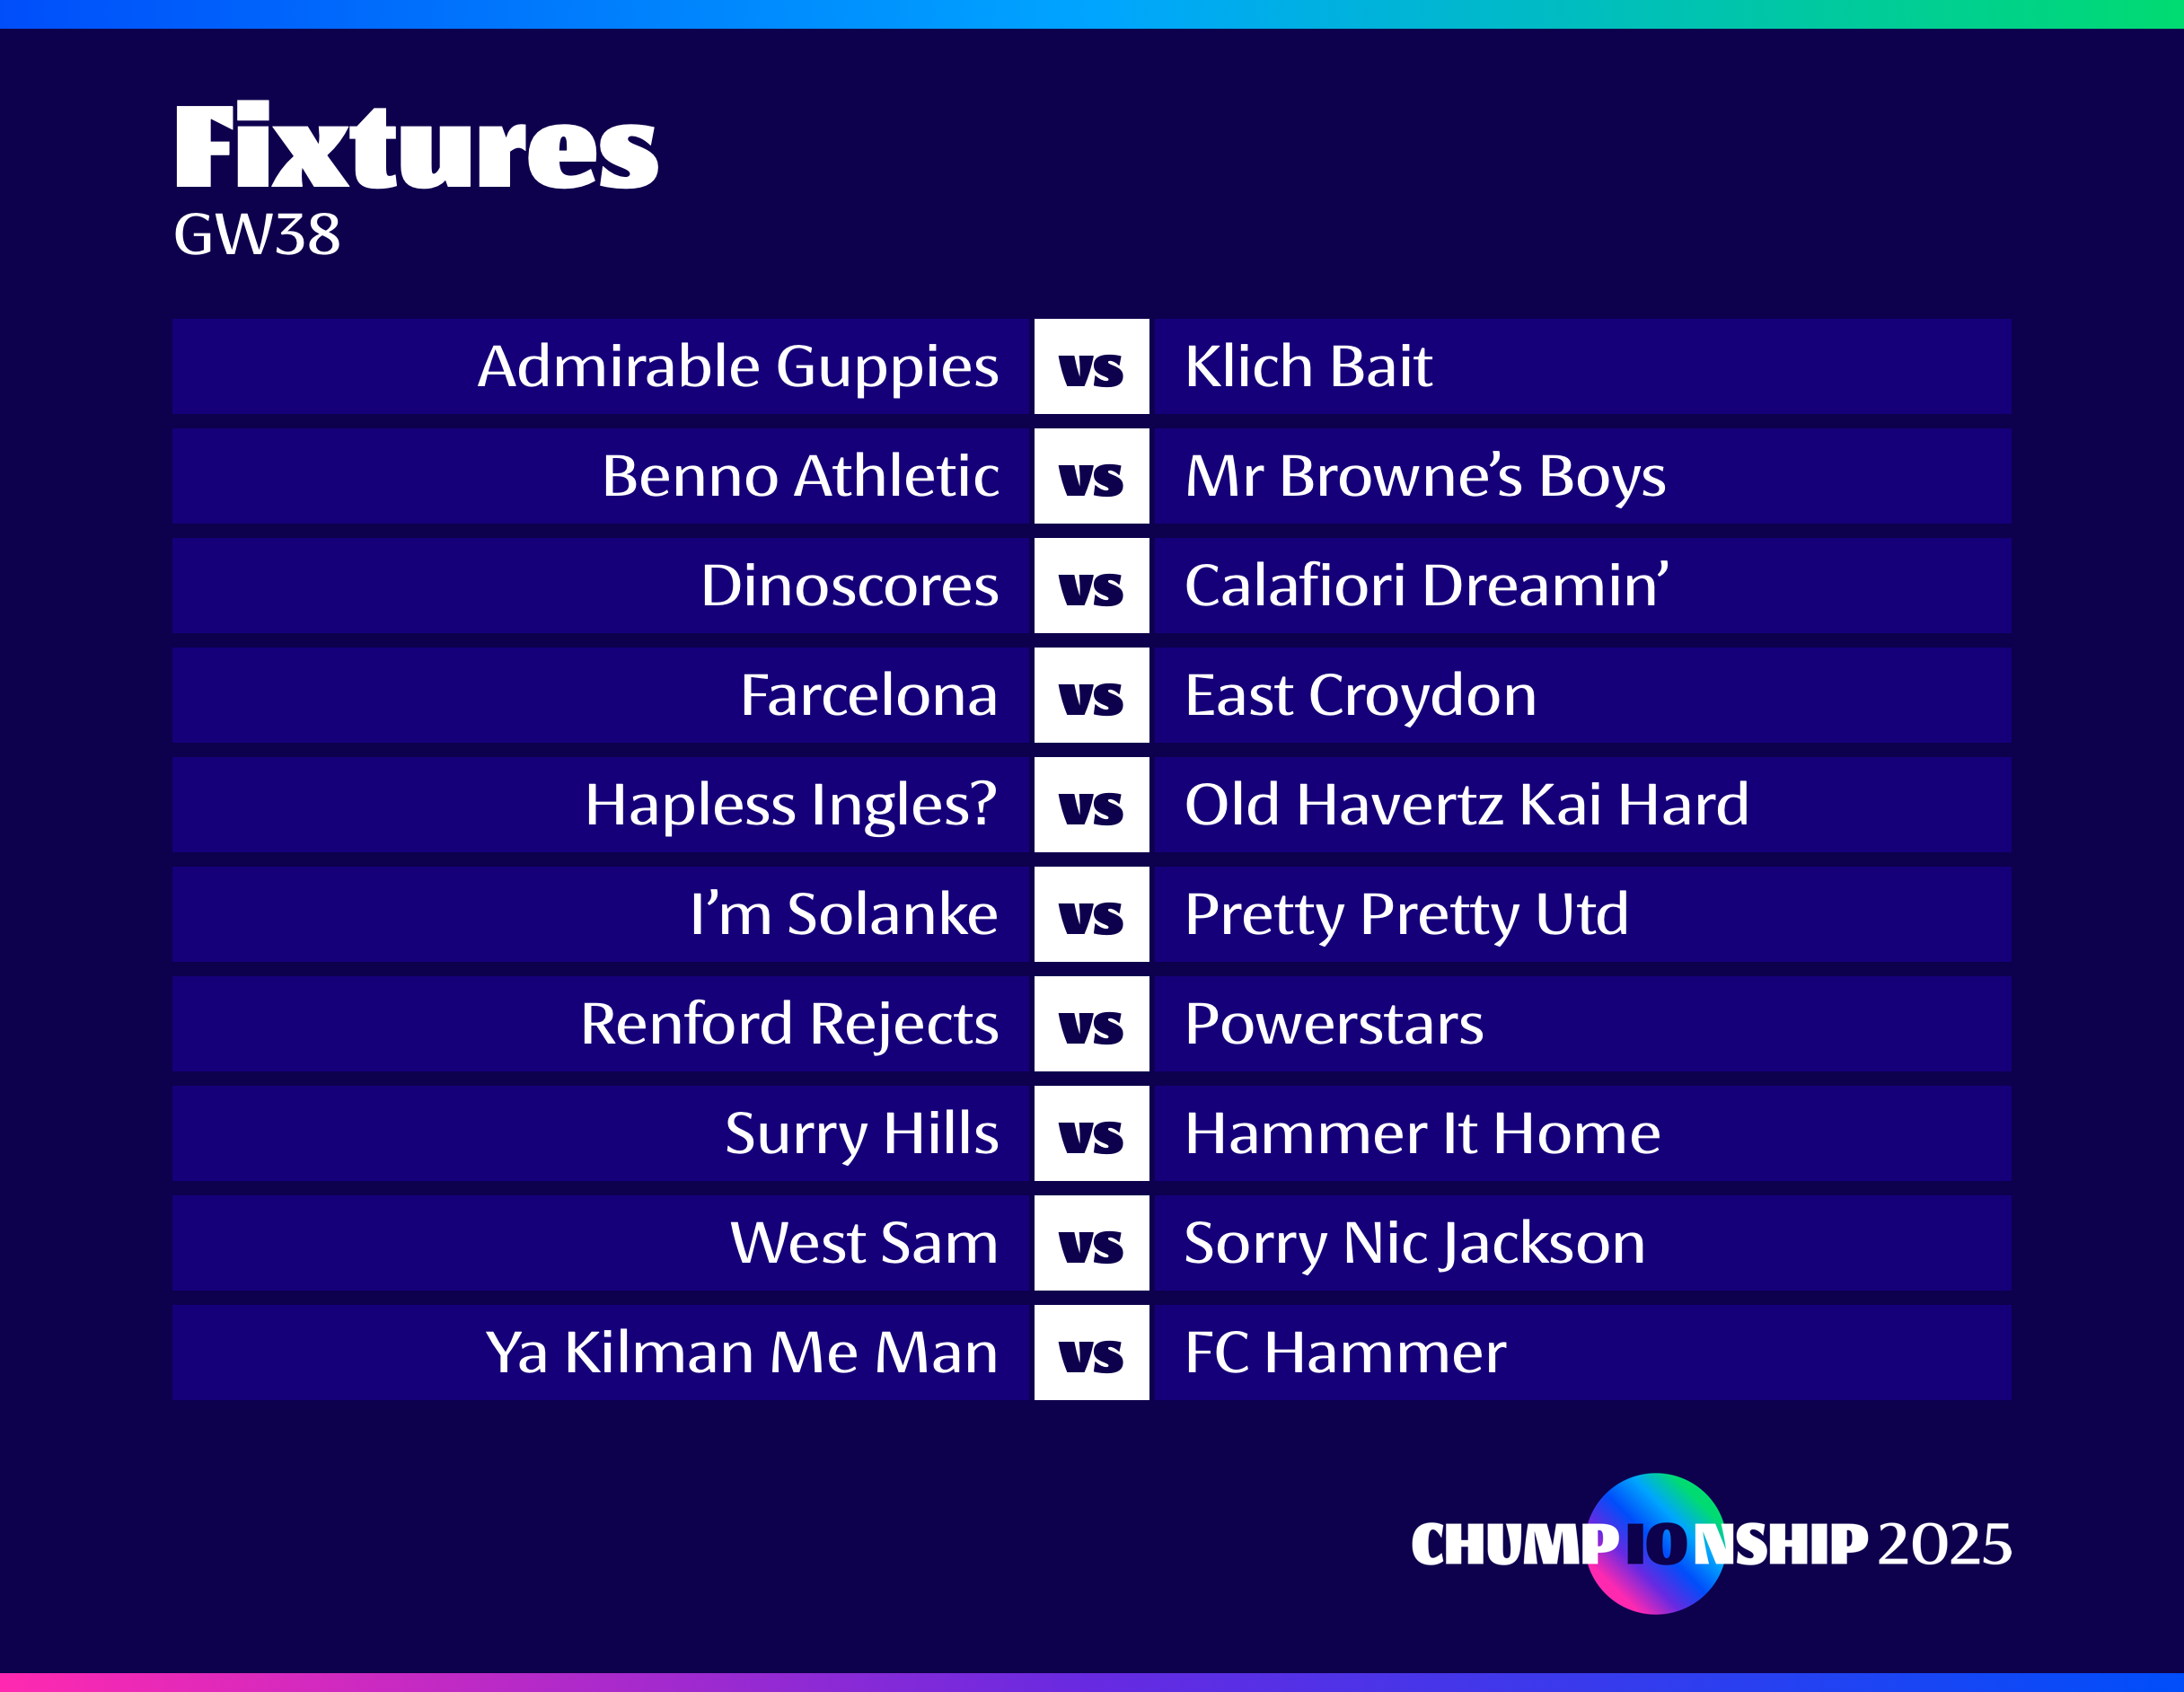 Fixtures
GW38
Admirable Guppies vs Klich Bait
Benno Athletic vs Mr Browne’s Boys
Dinoscores vs Calafiori Dreamin’
Farcelona vs East Croydon
Hapless Ingles? vs Old Havertz Kai Hard
I’m Solanke vs Pretty Pretty Utd
Renford Rejects vs Powerstars
Surry Hills vs Hammer It Home
West Sam vs Sorry Nic Jackson
Ya Kilman Me Man vs FC Hammer
CHUMPIONSHIP 2025